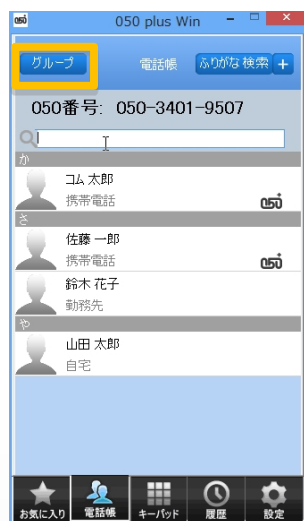 050 050 plus Win
グループ 電話帳 ふりがな検索 +
050番号: 050-3401-9507
か
コム 太郎
携帯電話 050
さ
佐藤 一郎
携帯電話 050
鈴木 花子
勤務先
や
山田 太郎
自宅
お気に入り 電話帳 キーパッド 履歴 設定